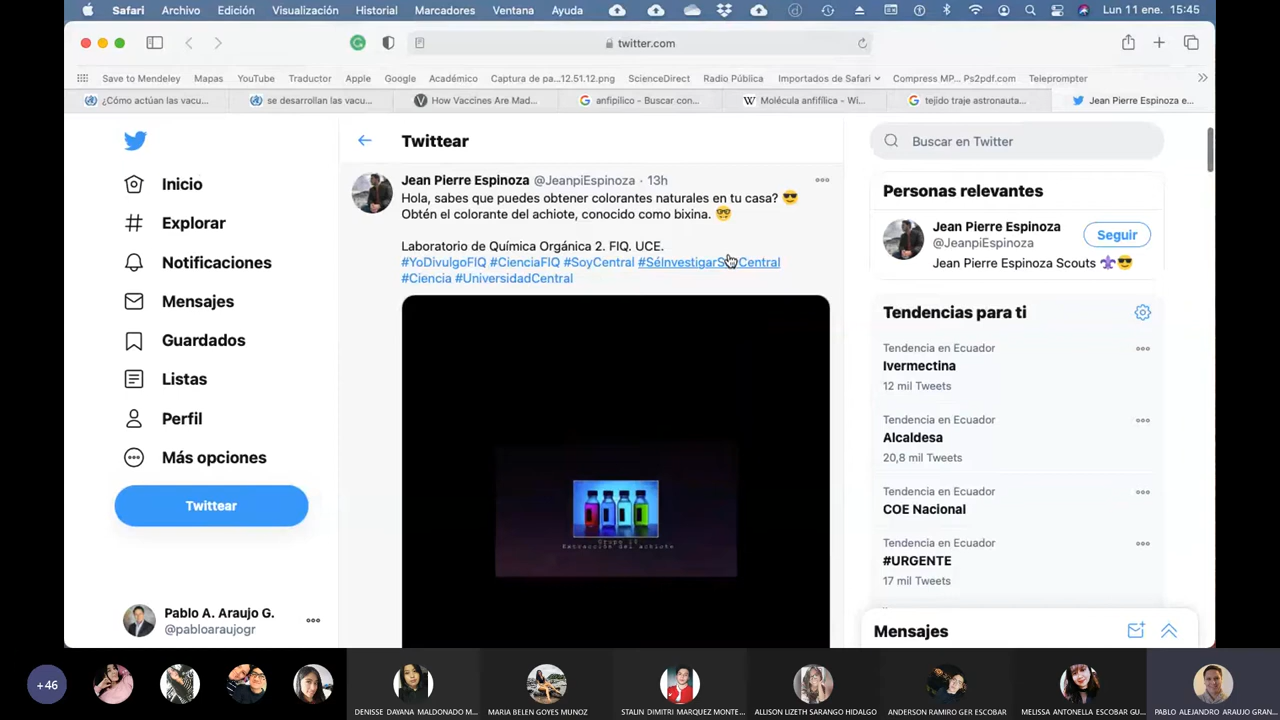 Safari Archivo Edición Visualización Historial Marcadores Ventana Ayuda Lun 11 ene. 15:45
twitter.com
Save to Mendeley Mapas YouTube Traductor Apple Google Académico Captura de pa...12.51.12.png ScienceDirect Radio Pública Importados de Safari Compress MP... Ps2pdf.com Teleprompter
¿Cómo actúan las vacu... se desarrollan las vacu... How Vaccines Are Mad... anfipilico - Buscar con... Molécula anfifílica - Wi... tejido traje astronauta... Jean Pierre Espinoza e...
Inicio
Explorar
Notificaciones
Mensajes
Guardados
Listas
Perfil
Más opciones
Twittear
Pablo A. Araujo G.
@pabloaraujogr
Twittear
Jean Pierre Espinoza @JeanpiEspinoza · 13h
Hola, sabes que puedes obtener colorantes naturales en tu casa? 😎
Obtén el colorante del achiote, conocido como bixina. 🤓
Laboratorio de Química Orgánica 2. FIQ. UCE.
#YoDivulgoFIQ #CienciaFIQ #SoyCentral #SéInvestigarSoyCentral
#Ciencia #UniversidadCentral
Extracción del achiote
Buscar en Twitter
Personas relevantes
Jean Pierre Espinoza
@JeanpiEspinoza
Seguir
Jean Pierre Espinoza Scouts ⚜😎
Tendencias para ti
Tendencia en Ecuador
Ivermectina
12 mil Tweets
Tendencia en Ecuador
Alcaldesa
20,8 mil Tweets
Tendencia en Ecuador
COE Nacional
Tendencia en Ecuador
#URGENTE
17 mil Tweets
Mensajes
+46
DENISSE DAYANA MALDONADO M...
MARIA BELEN GOYES MUNOZ
STALIN DIMITRI MARQUEZ MONTE...
ALLISON LIZETH SARANGO HIDALGO
ANDERSON RAMIRO GER ESCOBAR
MELISSA ANTONELLA ESCOBAR GU...
PABLO ALEJANDRO ARAUJO GRAN...